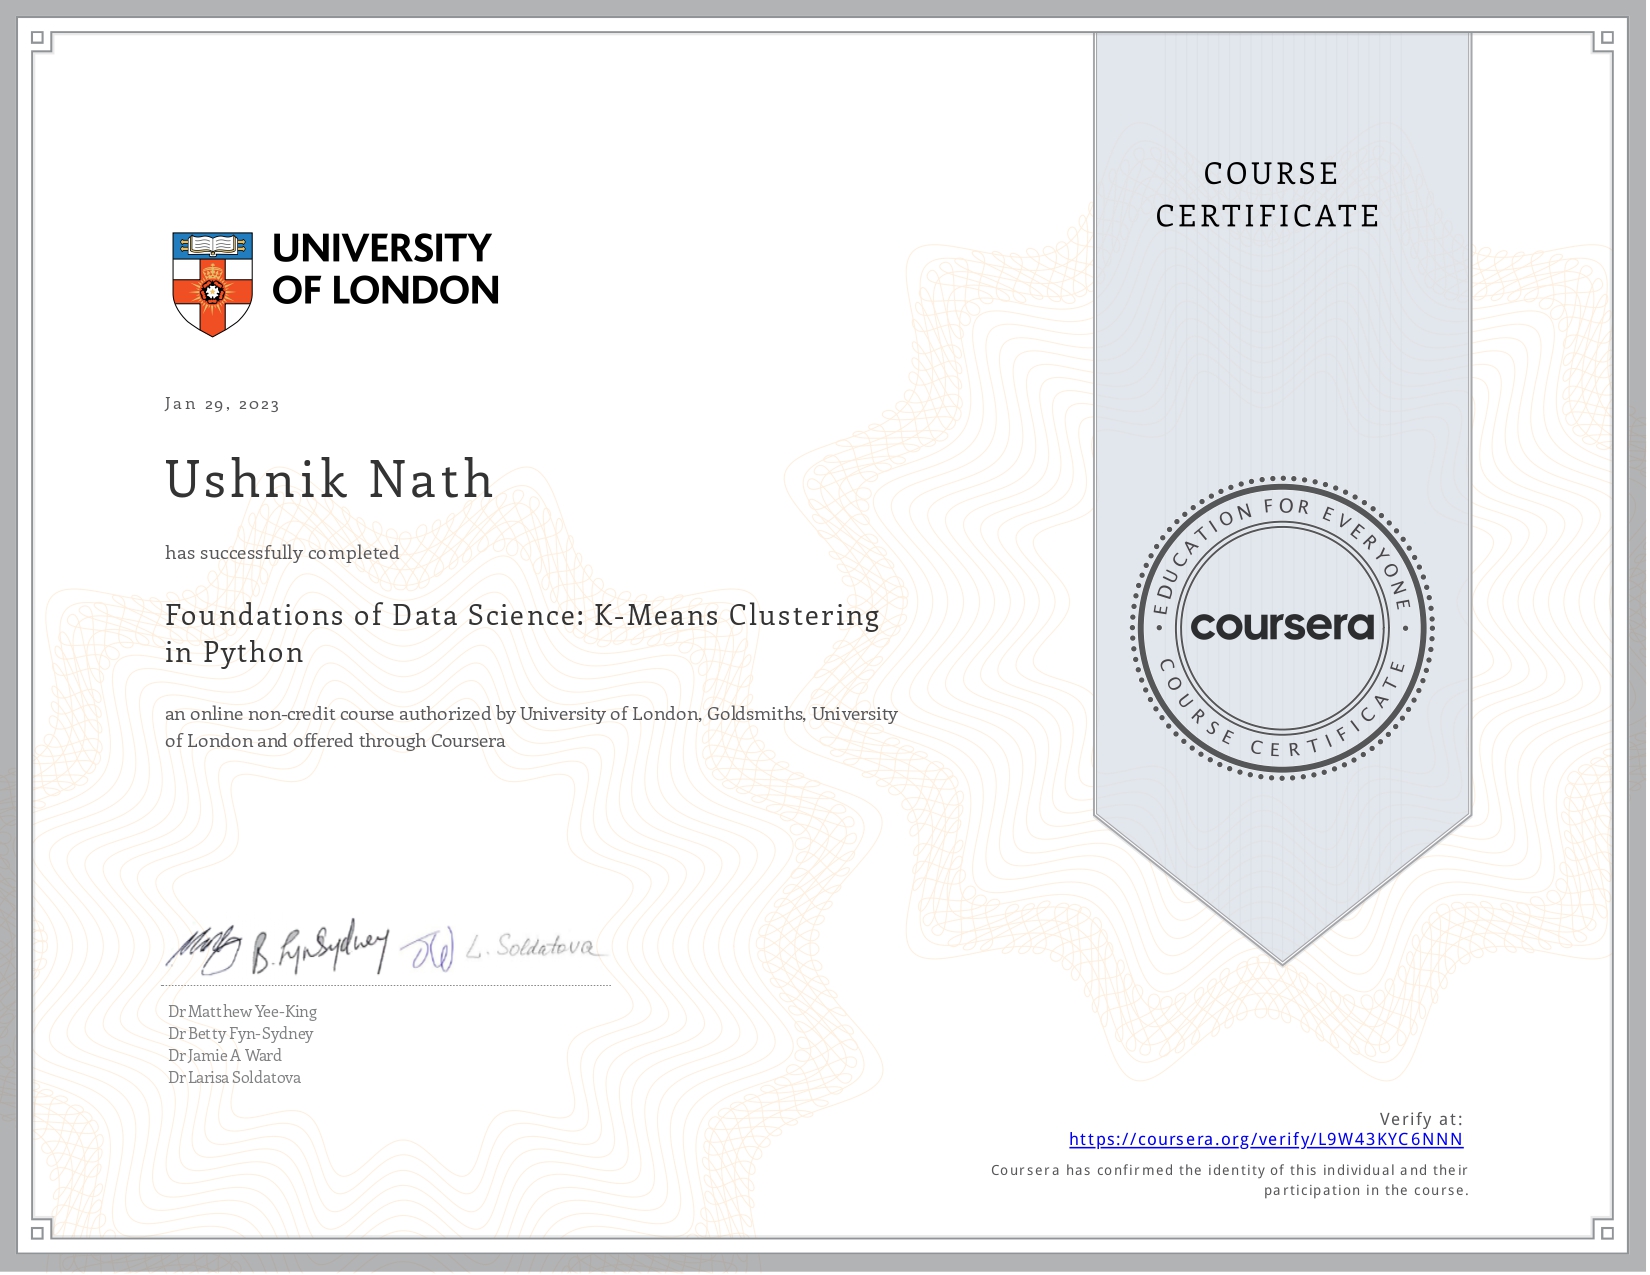 UNIVERSITY
OF LONDON
COURSE
CERTIFICATE
Jan 29, 2023
Ushnik Nath
has successfully completed
Foundations of Data Science: K-Means Clustering
in Python
an online non-credit course authorized by University of London, Goldsmiths, University
of London and offered through Coursera
EDUCATION FOR EVERYONE
coursera
COURSE CERTIFICATE
B. FynSydney
L. Soldatova
Dr Matthew Yee-King
Dr Betty Fyn-Sydney
Dr Jamie A Ward
Dr Larisa Soldatova
Verify at:
https://coursera.org/verify/L9W43KYC6NNN
Coursera has confirmed the identity of this individual and their
participation in the course.